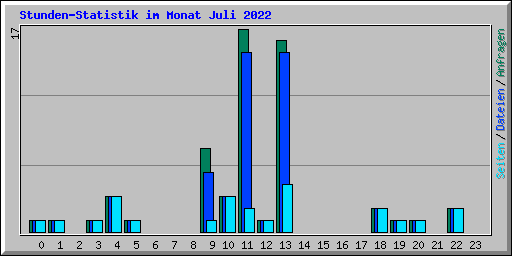 Stunden-Statistik im Monat Juli 2022
17
Seiten / Dateien / Anfragen
0 1 2 3 4 5 6 7 8 9 10 11 12 13 14 15 16 17 18 19 20 21 22 23